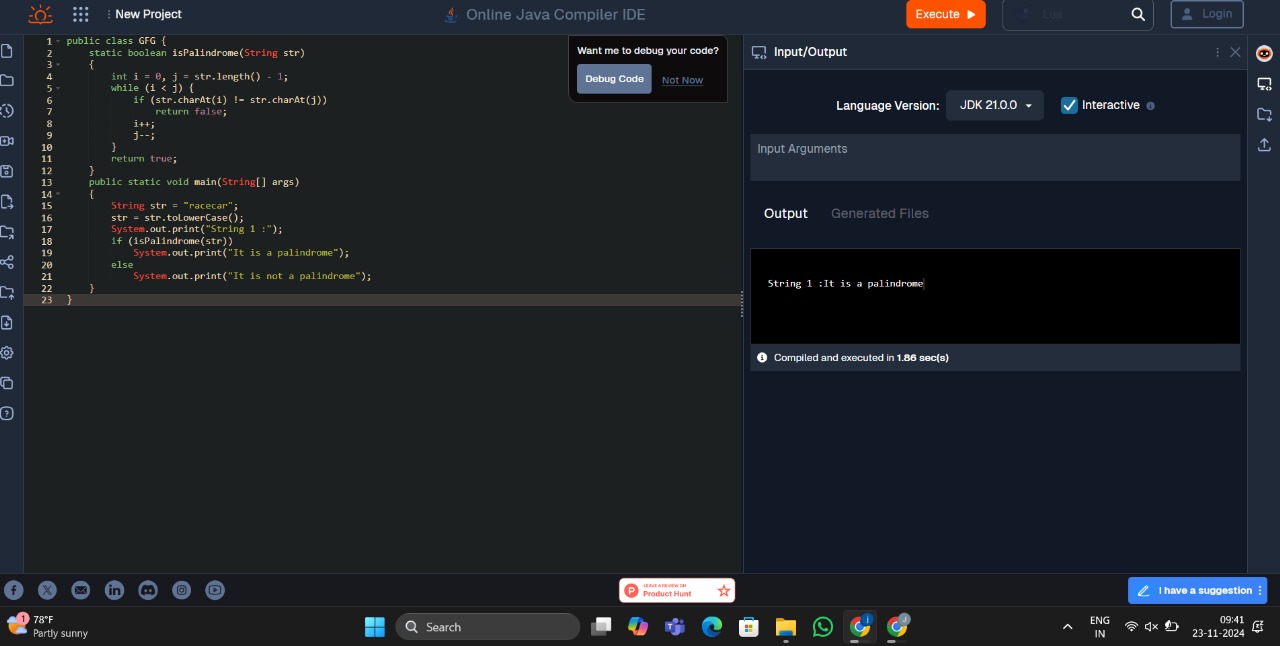 New Project
Online Java Compiler IDE
Execute
Login
1 public class GFG {
2 static boolean isPalindrome(String str)
3 {
4 int i = 0, j = str.length() - 1;
5 while (i < j) {
6 if (str.charAt(i) != str.charAt(j))
7 return false;
8 i++;
9 j--;
10 }
11 return true;
12 }
13 public static void main(String[] args)
14 {
15 String str = "racecar";
16 str = str.toLowerCase();
17 System.out.print("String 1 :");
18 if (isPalindrome(str))
19 System.out.print("It is a palindrome");
20 else
21 System.out.print("It is not a palindrome");
22 }
23 }
Want me to debug your code?
Debug Code Not Now
Input/Output
Language Version: JDK 21.0.0 Interactive
Input Arguments
Output Generated Files
String 1 :It is a palindrome
Compiled and executed in 1.86 sec(s)
LEAVE A REVIEW ON
Product Hunt
I have a suggestion
1
78°F
Partly sunny
Search
ENG
IN
09:41
23-11-2024